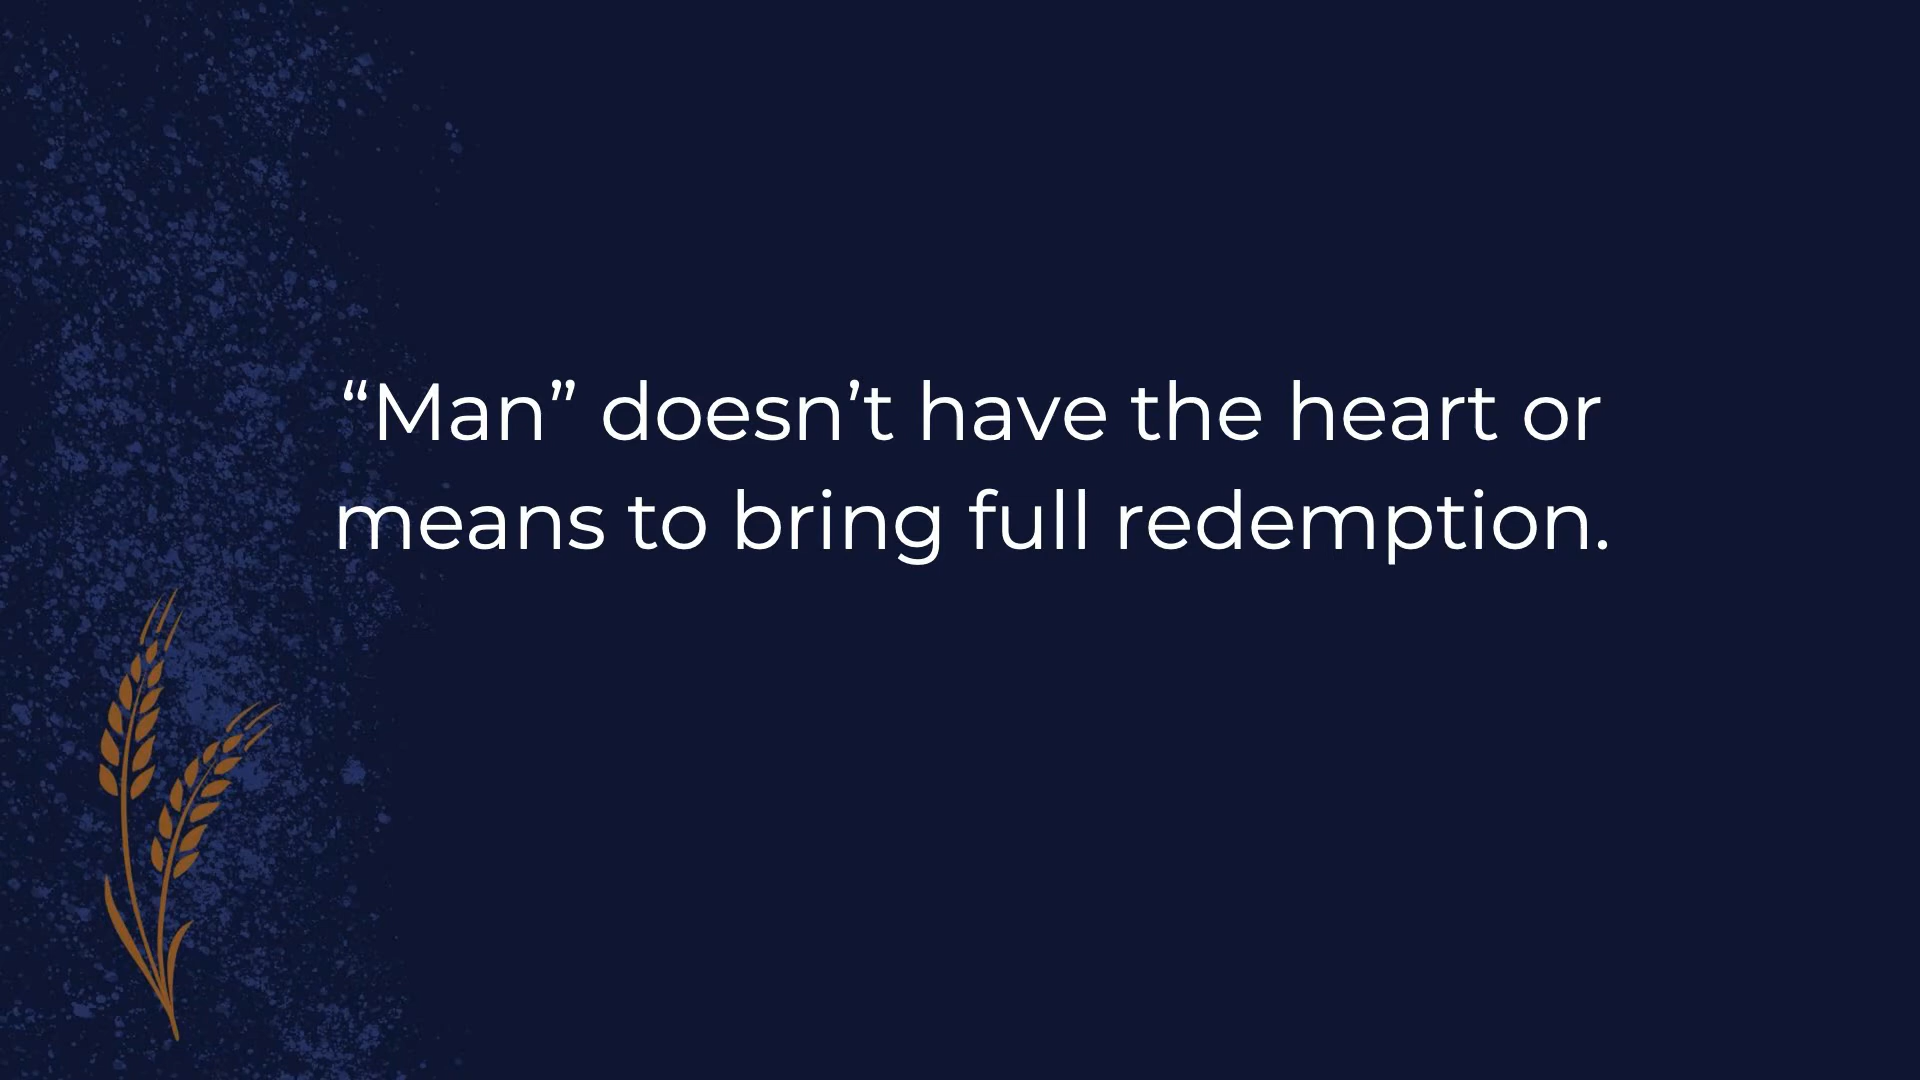 “Man” doesn’t have the heart or
means to bring full redemption.